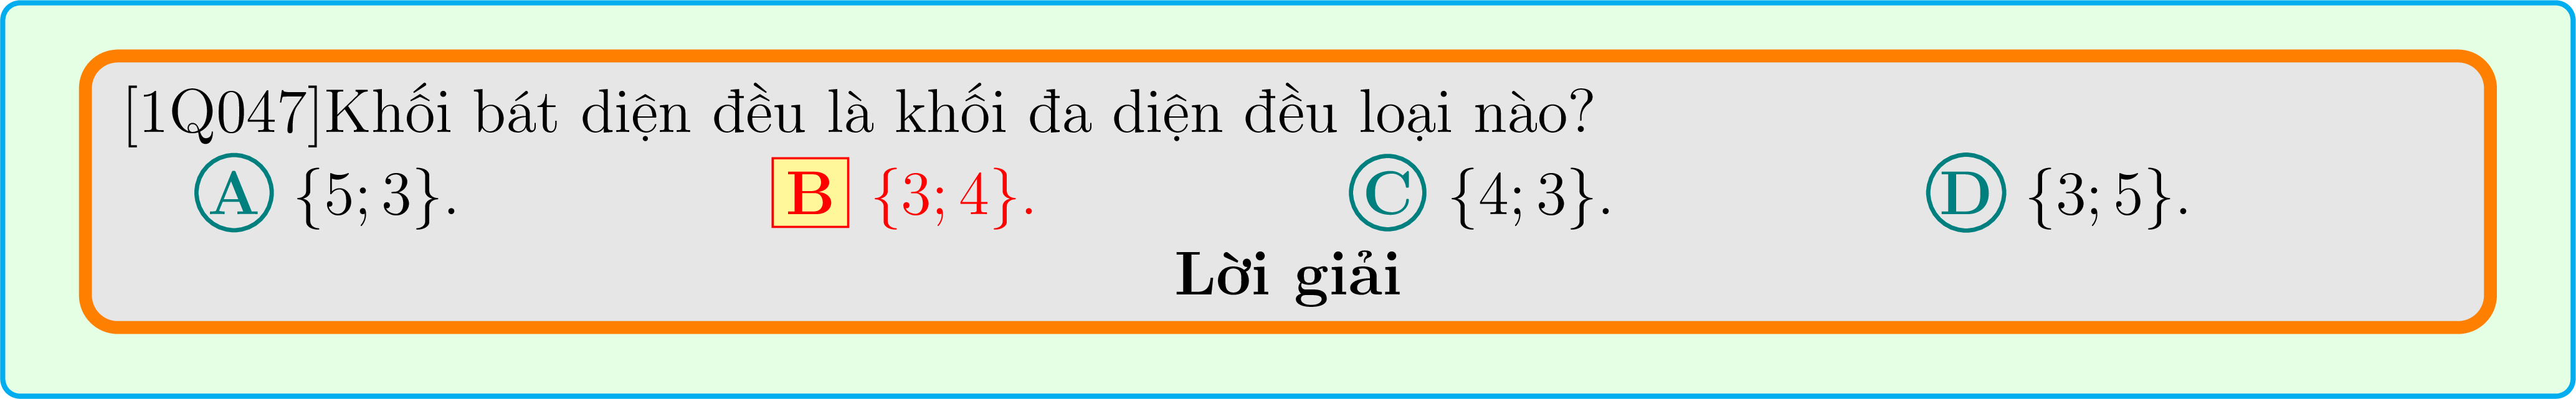 [1Q047]Khối bát diện đều là khối đa diện đều loại nào?
A {5; 3}. B {3; 4}. C {4; 3}. D {3; 5}.
Lời giải